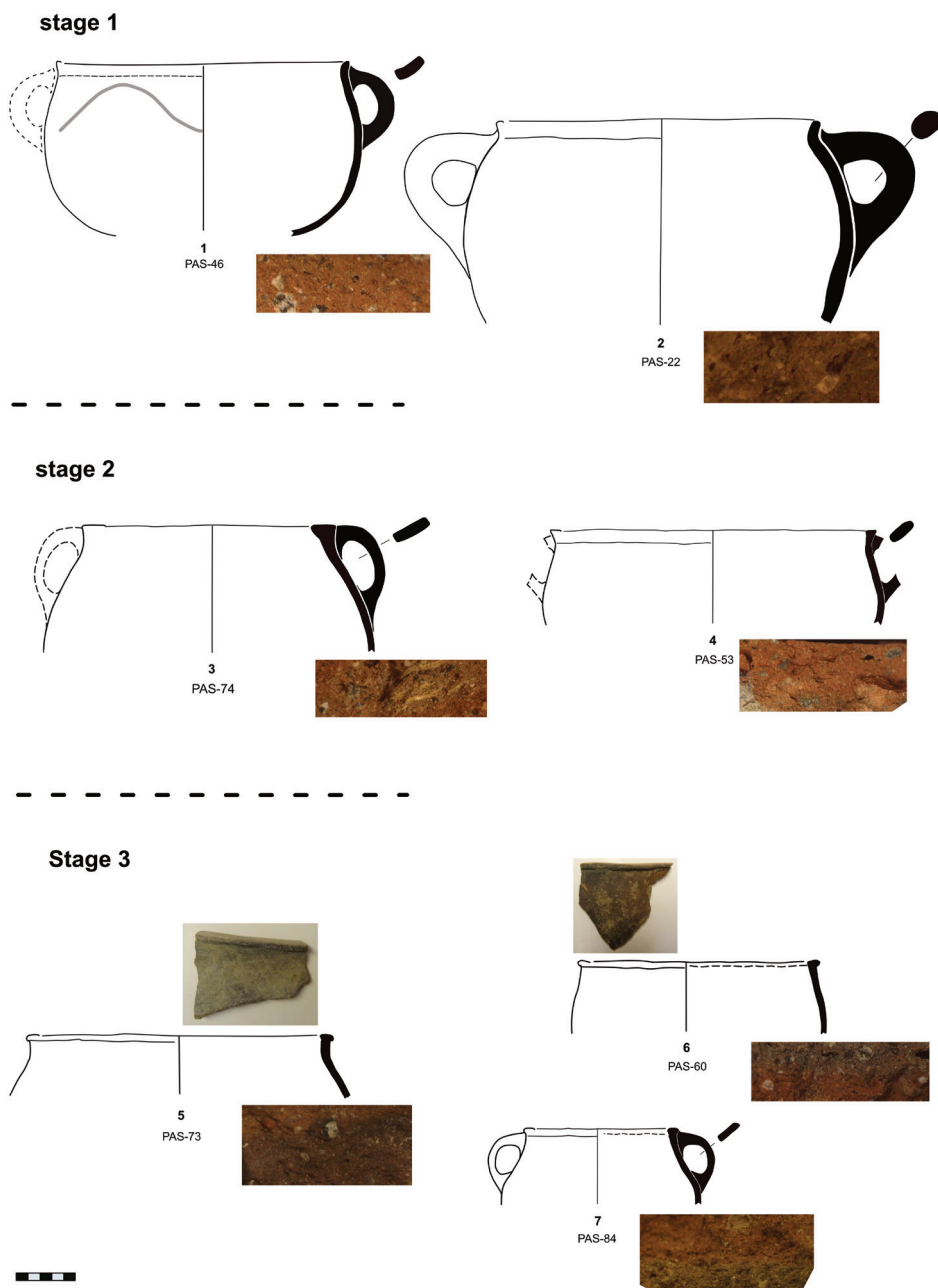 stage 1
1
PAS-46
2
PAS-22
stage 2
3
PAS-74
4
PAS-53
Stage 3
5
PAS-73
6
PAS-60
7
PAS-84